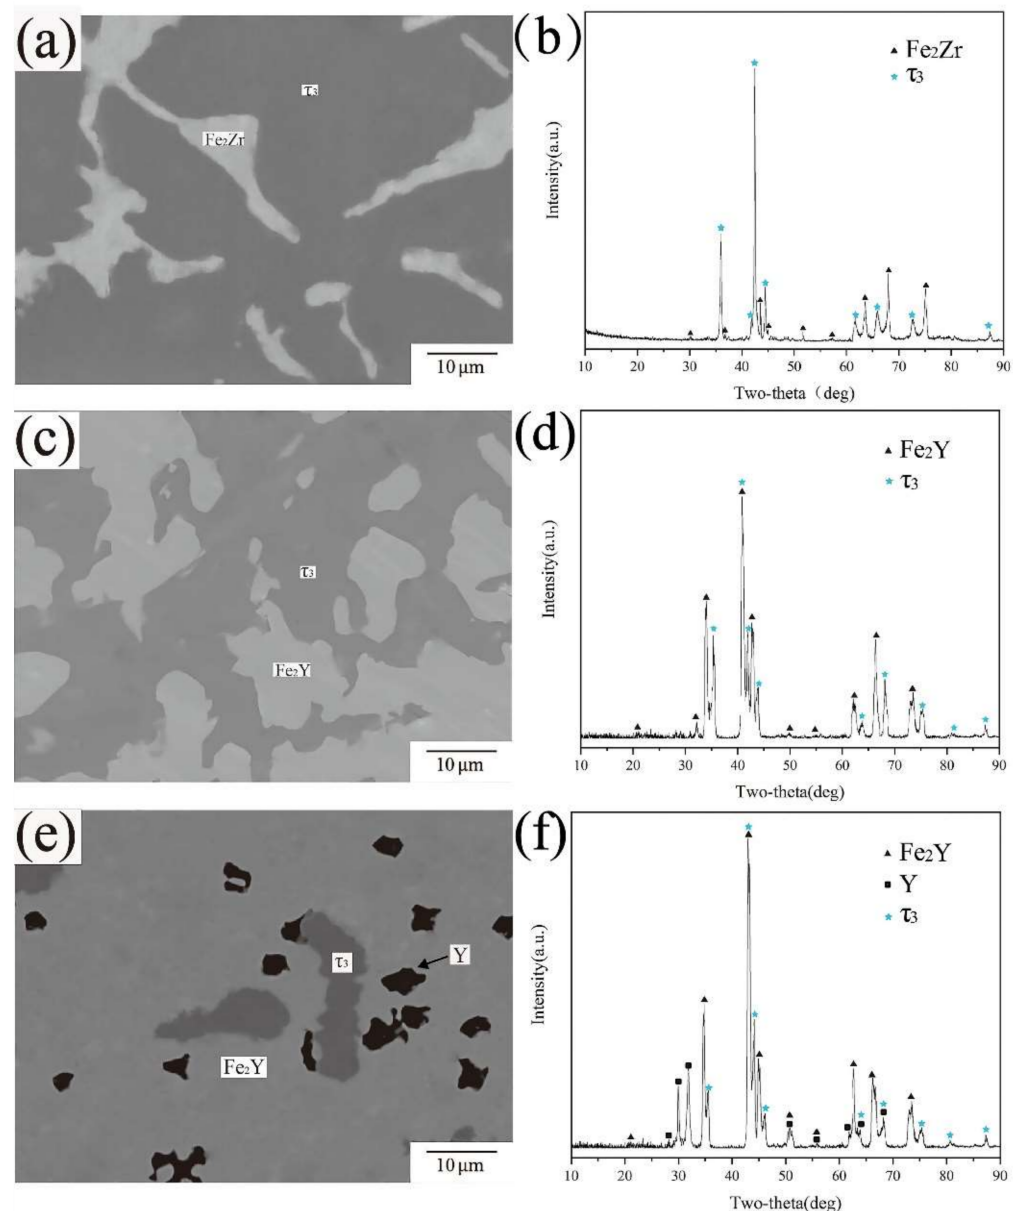 (a)
τ₃
Fe₂Zr
10 μm
(b)
Fe₂Zr
τ₃
Intensity(a.u.)
10 20 30 40 50 60 70 80 90
Two-theta（deg)
(c)
τ₃
Fe₂Y
10 μm
(d)
Fe₂Y
τ₃
Intensity(a.u.)
10 20 30 40 50 60 70 80 90
Two-theta(deg)
(e)
Y
τ₃
Fe₂Y
10 μm
(f)
Fe₂Y
Y
τ₃
Intensity(a.u.)
10 20 30 40 50 60 70 80 90
Two-theta(deg)